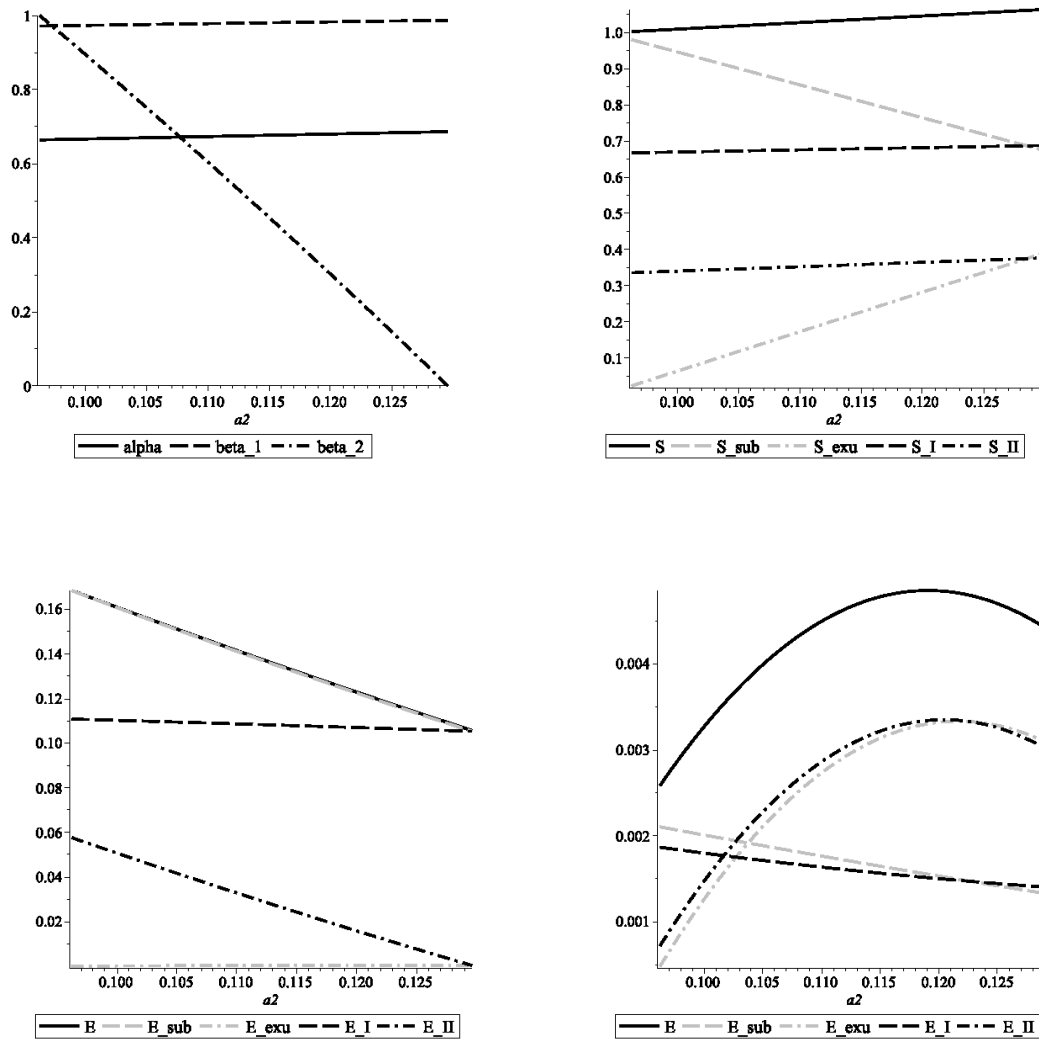 1
0.8
0.6
0.4
0.2
0
0.100 0.105 0.110 0.115 0.120 0.125
a2
alpha beta_1 beta_2
1.0
0.9
0.8
0.7
0.6
0.5
0.4
0.3
0.2
0.1
0.100 0.105 0.110 0.115 0.120 0.125
a2
S S_sub S_exu S_I S_II
0.16
0.14
0.12
0.10
0.08
0.06
0.04
0.02
0.100 0.105 0.110 0.115 0.120 0.125
a2
E E_sub E_exu E_I E_II
0.004
0.003
0.002
0.001
0.100 0.105 0.110 0.115 0.120 0.125
a2
E E_sub E_exu E_I E_II